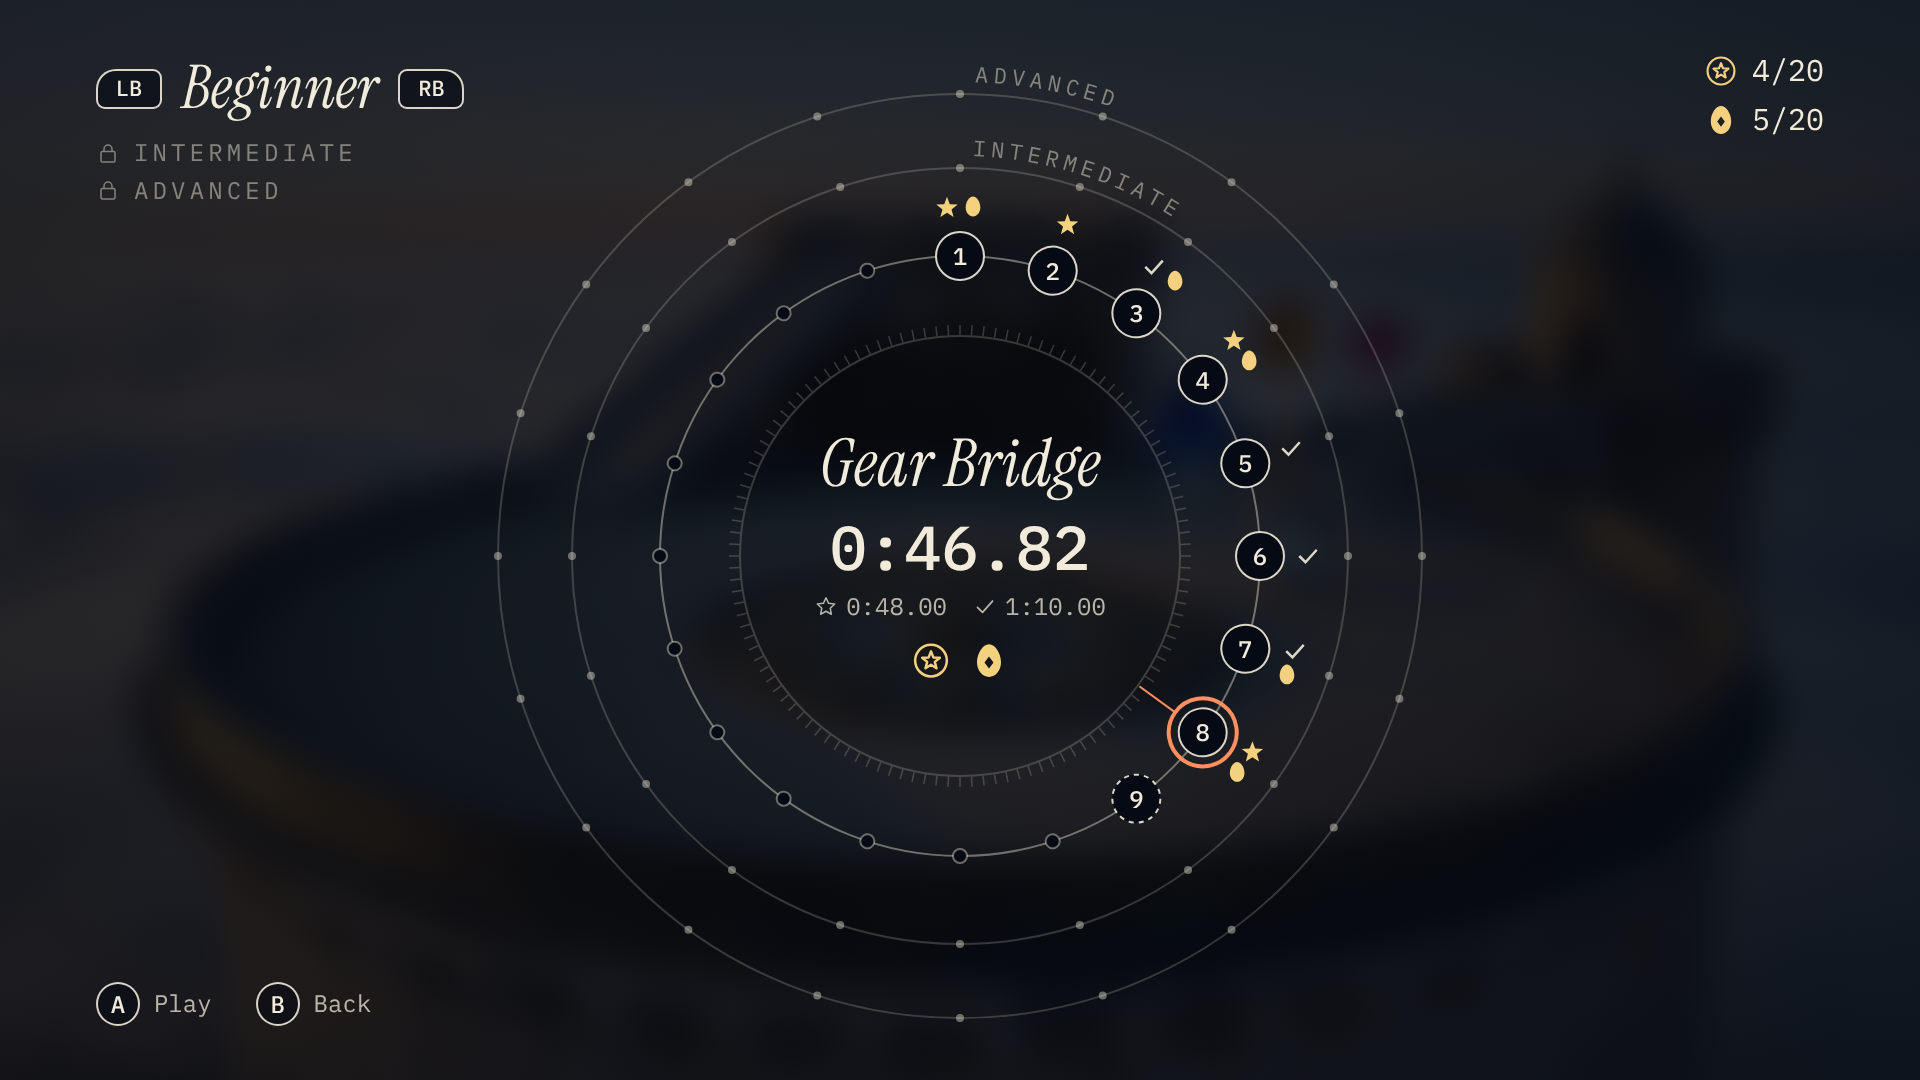 LB Beginner RB
INTERMEDIATE
ADVANCED
4/20
5/20
ADVANCED
INTERMEDIATE
1
2
3
4
5
6
7
8
9
Gear Bridge
0:46.82
0:48.00 1:10.00
A Play B Back